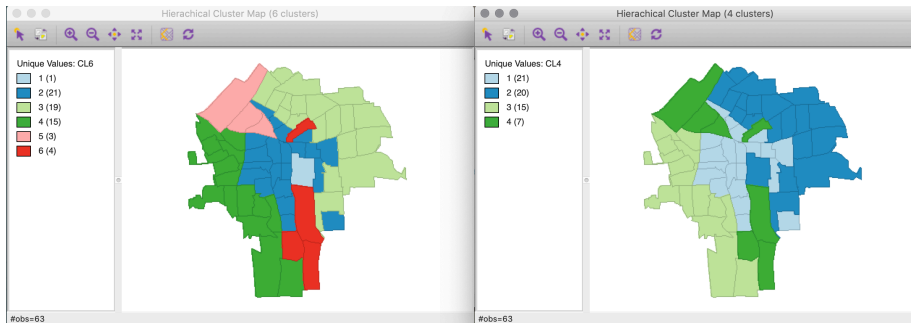 Hierachical Cluster Map (6 clusters)
Unique Values: CL6
1 (1)
2 (21)
3 (19)
4 (15)
5 (3)
6 (4)
#obs=63
Hierachical Cluster Map (4 clusters)
Unique Values: CL4
1 (21)
2 (20)
3 (15)
4 (7)
#obs=63